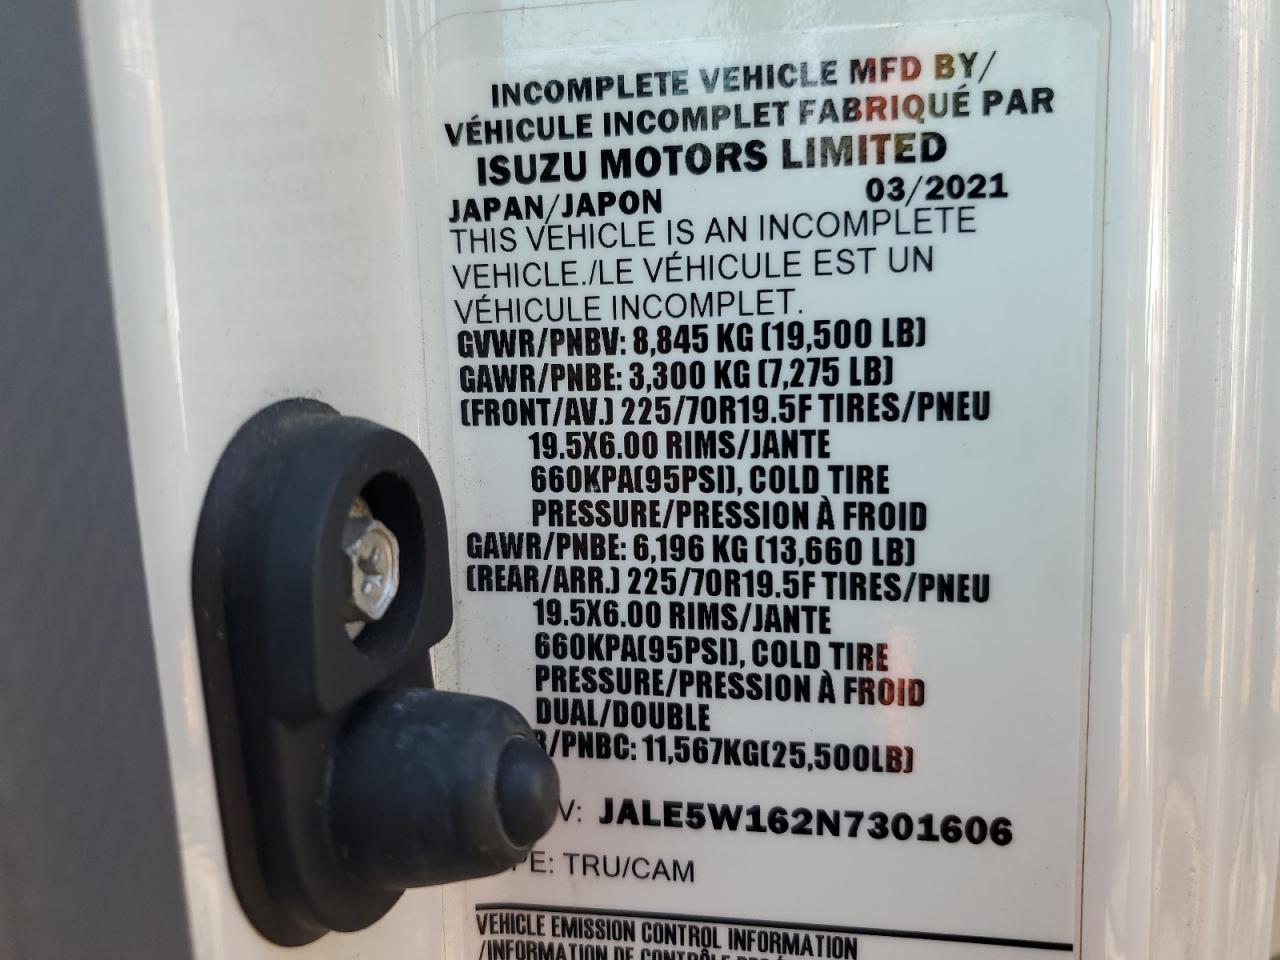 INCOMPLETE VEHICLE MFD BY/
VÉHICULE INCOMPLET FABRIQUÉ PAR
ISUZU MOTORS LIMITED
JAPAN/JAPON 03/2021
THIS VEHICLE IS AN INCOMPLETE
VEHICLE./LE VÉHICULE EST UN
VÉHICULE INCOMPLET.
GVWR/PNBV: 8,845 KG (19,500 LB)
GAWR/PNBE: 3,300 KG (7,275 LB)
(FRONT/AV.) 225/70R19.5F TIRES/PNEU
19.5X6.00 RIMS/JANTE
660KPA(95PSI), COLD TIRE
PRESSURE/PRESSION À FROID
GAWR/PNBE: 6,196 KG (13,660 LB)
(REAR/ARR.) 225/70R19.5F TIRES/PNEU
19.5X6.00 RIMS/JANTE
660KPA(95PSI), COLD TIRE
PRESSURE/PRESSION À FROID
DUAL/DOUBLE
/PNBC: 11,567KG(25,500LB)
V: JALE5W162N7301606
PE: TRU/CAM
VEHICLE EMISSION CONTROL INFORMATION
/INFORMATION DE CONTRÔLE